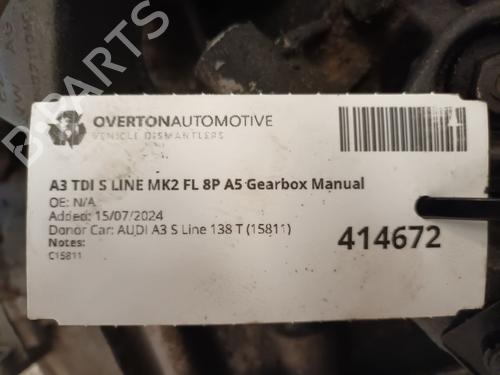 OVERTONAUTOMOTIVE
VEHICLE DISMANTLERS
A3 TDI S LINE MK2 FL 8P A5 Gearbox Manual
OE: N/A
Added: 15/07/2024
Donor Car: AUDI A3 S Line 138 T (15811)
Notes:
C15811
414672
B-PARTS